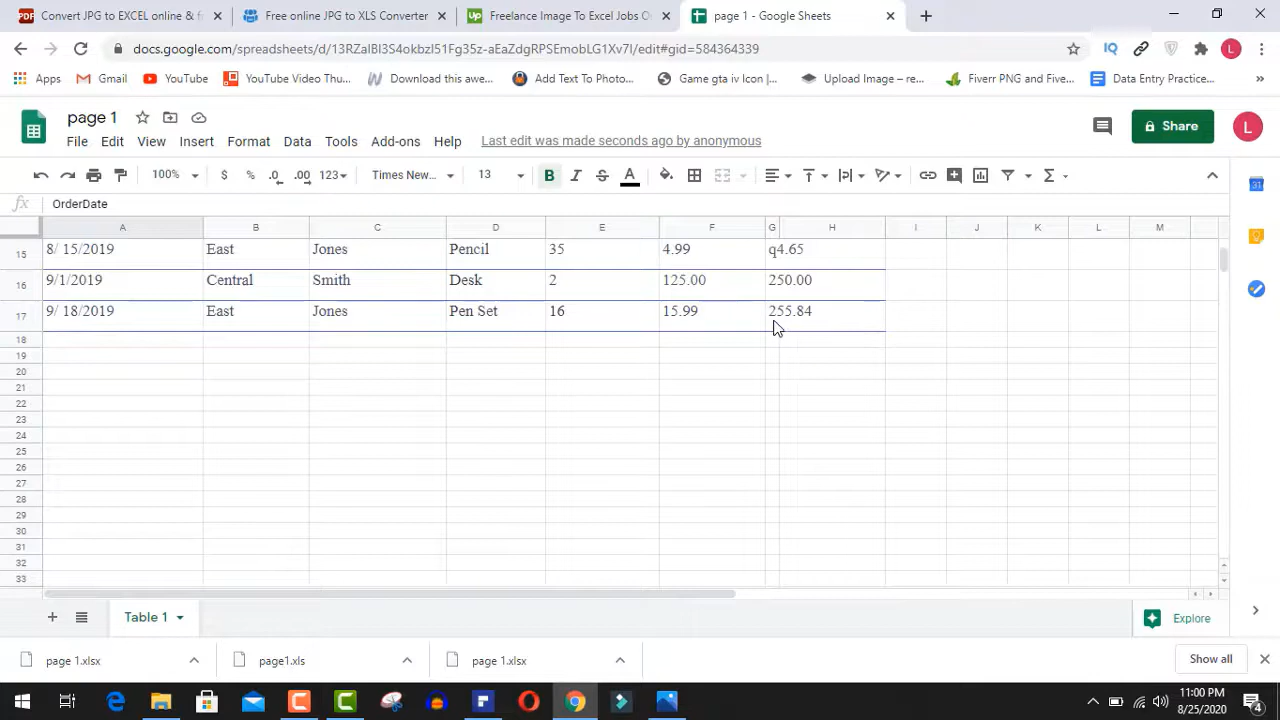 Convert JPG to EXCEL online & f
Free online JPG to XLS Converte
Freelance Image To Excel Jobs O
page 1 - Google Sheets
docs.google.com/spreadsheets/d/13RZalBI3S4okbzI51Fg35z-aEaZdgRPSEmobLG1Xv7I/edit#gid=584364339
Apps Gmail YouTube YouTube Video Thu... Download this awe... Add Text To Photo... Game gta iv Icon |... Upload Image – re... Fiverr PNG and Five... Data Entry Practice... »
page 1
Share
L
File Edit View Insert Format Data Tools Add-ons Help Last edit was made seconds ago by anonymous
100% $ % .0 .00 123 Times New... 13 B I S A
fx OrderDate
A B C D E F G H I J K L M
15 8/ 15/2019 East Jones Pencil 35 4.99 q4.65
16 9/1/2019 Central Smith Desk 2 125.00 250.00
17 9/ 18/2019 East Jones Pen Set 16 15.99 255.84
18
19
20
21
22
23
24
25
26
27
28
29
30
31
32
33
Table 1
Explore
page 1.xlsx page1.xls page 1.xlsx Show all
11:00 PM
8/25/2020
4